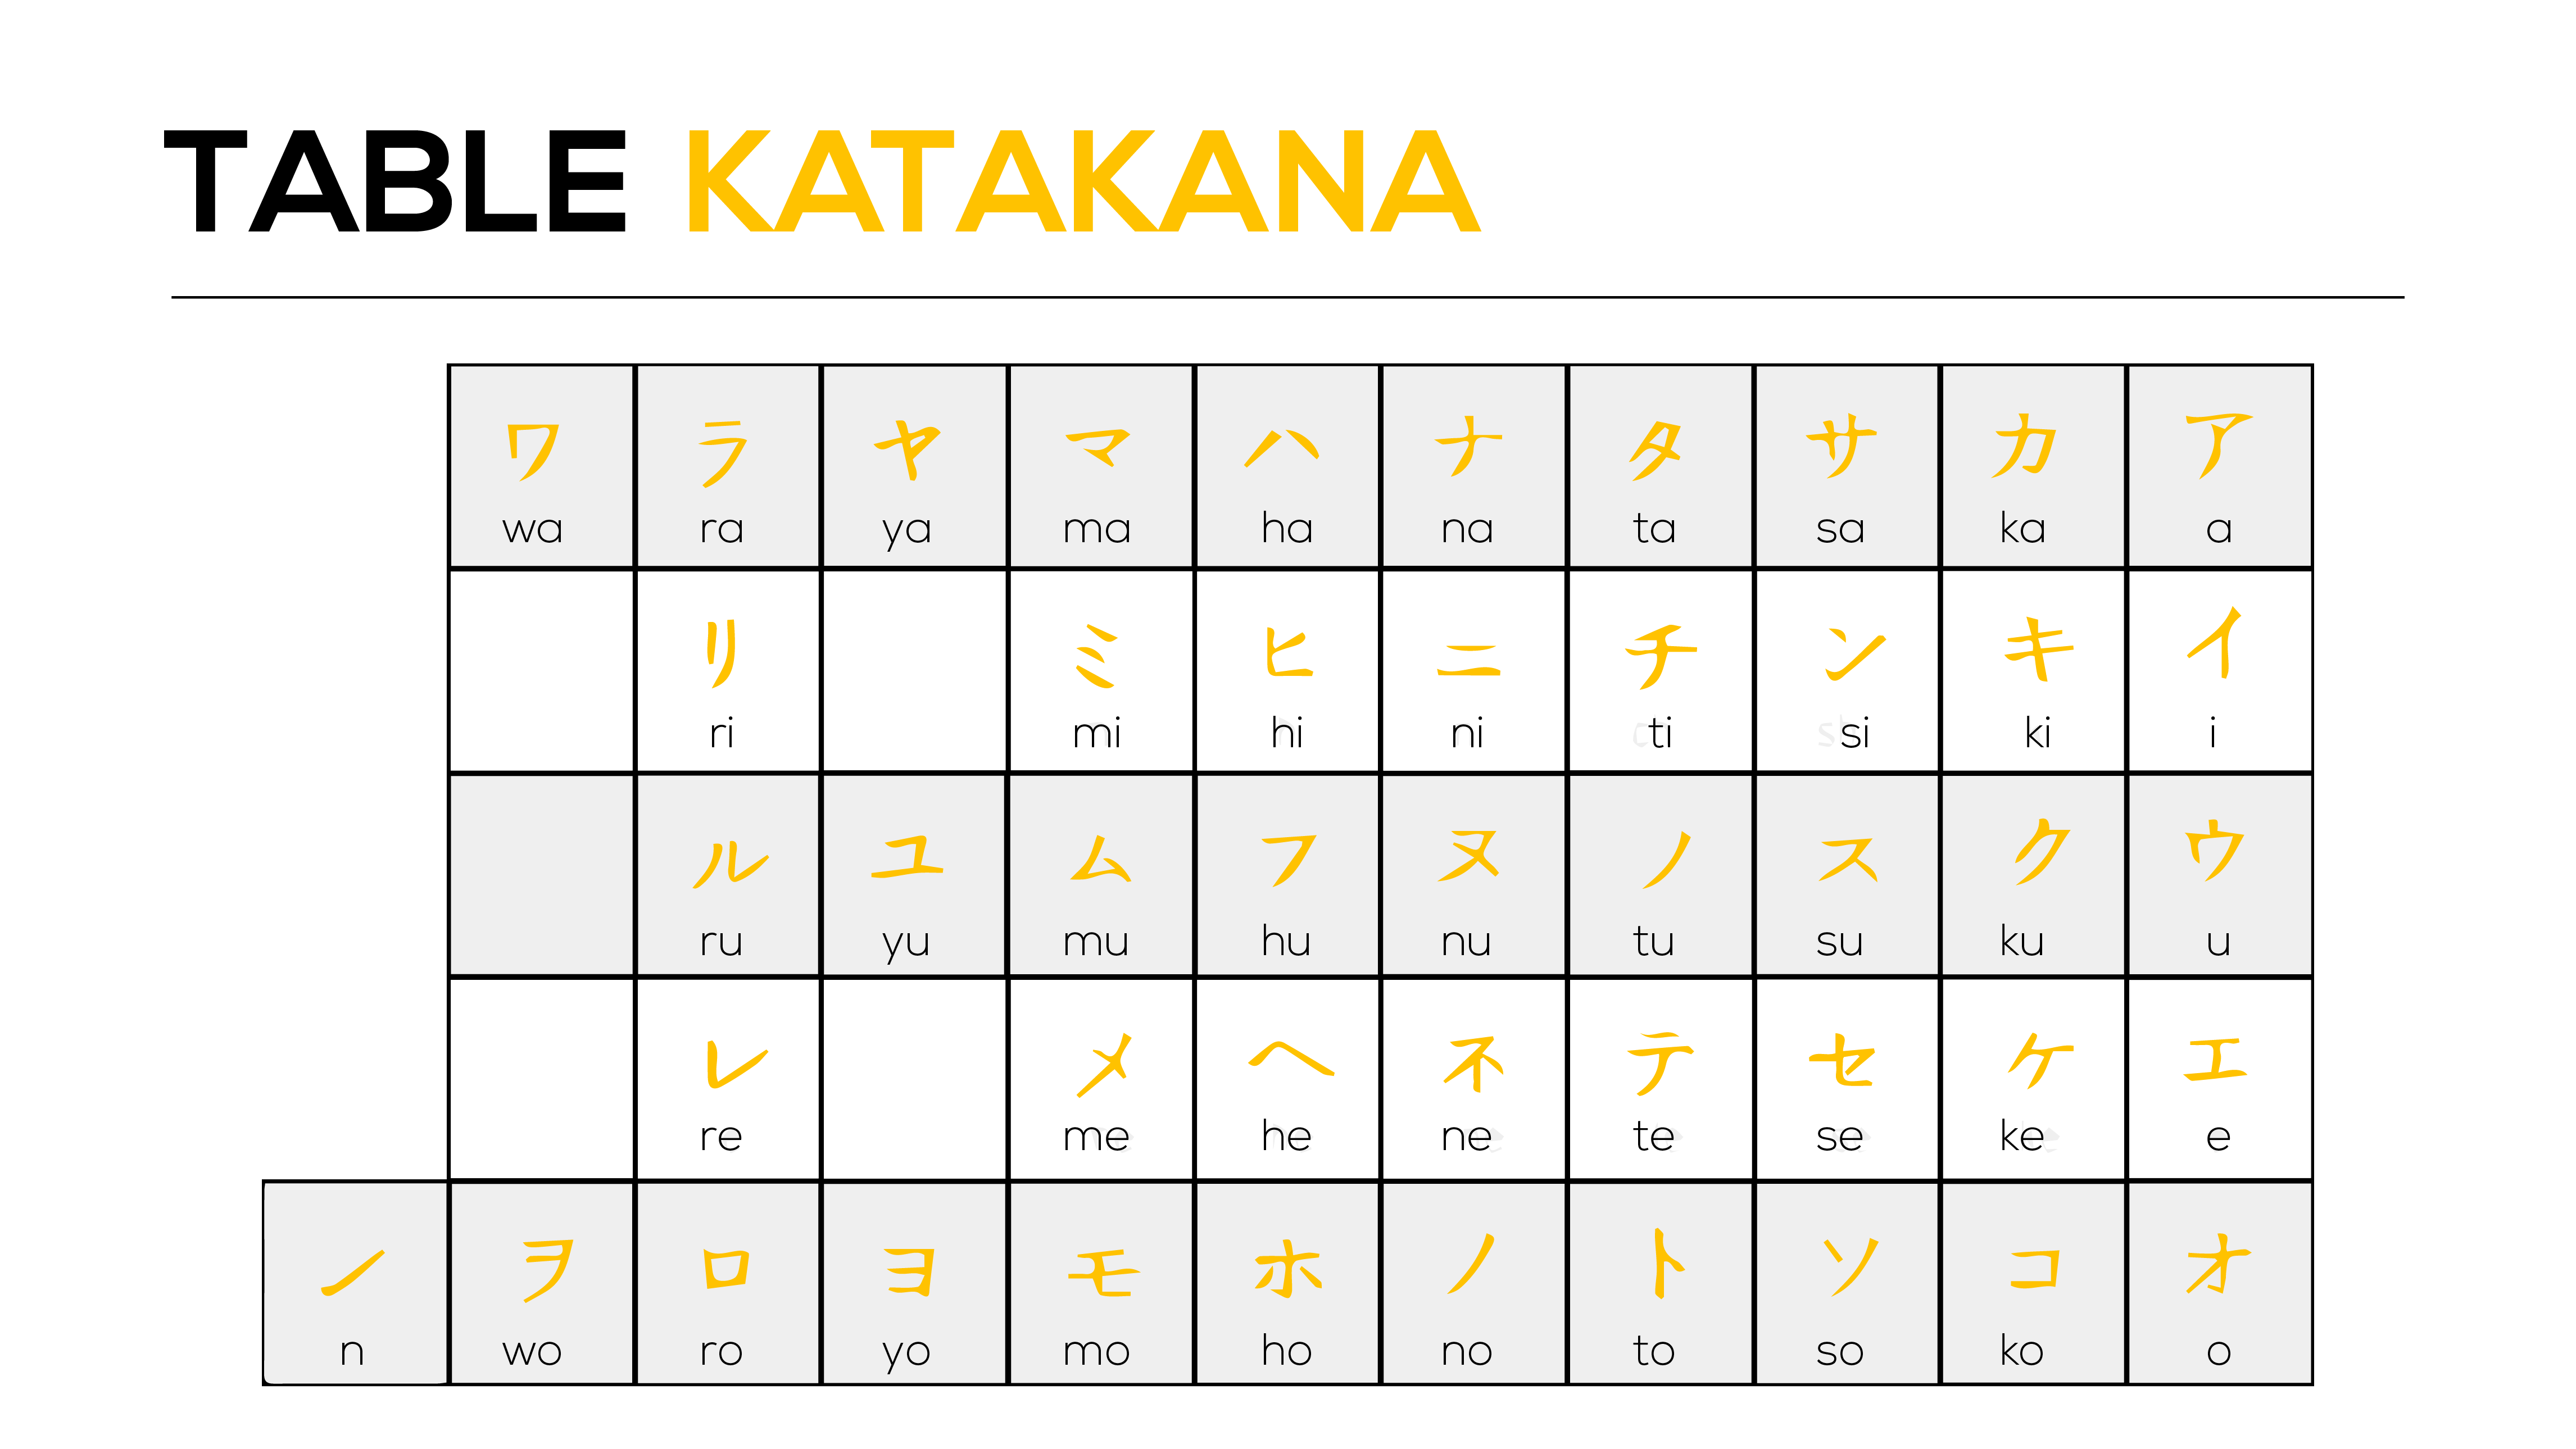 TABLE KATAKANA
ワ ラ ヤ マ ハ ナ タ サ カ ア
wa ra ya ma ha na ta sa ka a
リ ミ ヒ ニ チ ン キ イ
ri mi hi ni ti si ki i
ル ユ ム フ ヌ ノ ス ク ウ
ru yu mu hu nu tu su ku u
レ メ ヘ ネ テ セ ケ エ
re me he ne te se ke e
ノ ヲ ロ ヨ モ ホ ノ ト ソ コ オ
n wo ro yo mo ho no to so ko o